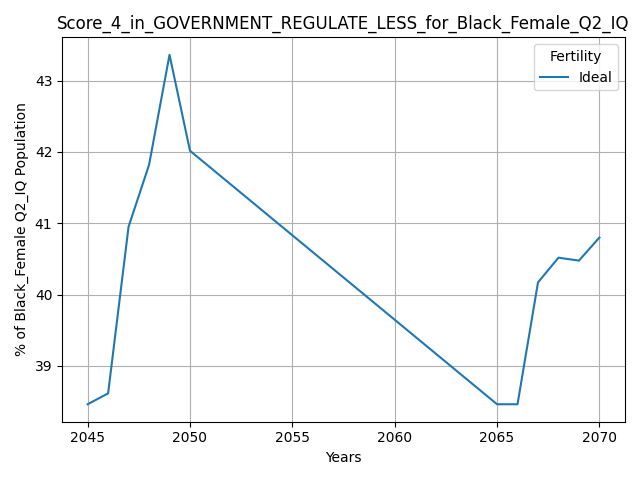 Score_4_in_GOVERNMENT_REGULATE_LESS_for_Black_Female_Q2_IQ
Fertility
Ideal
43
42
41
40
39
% of Black_Female Q2_IQ Population
2045
2050
2055
2060
2065
2070
Years